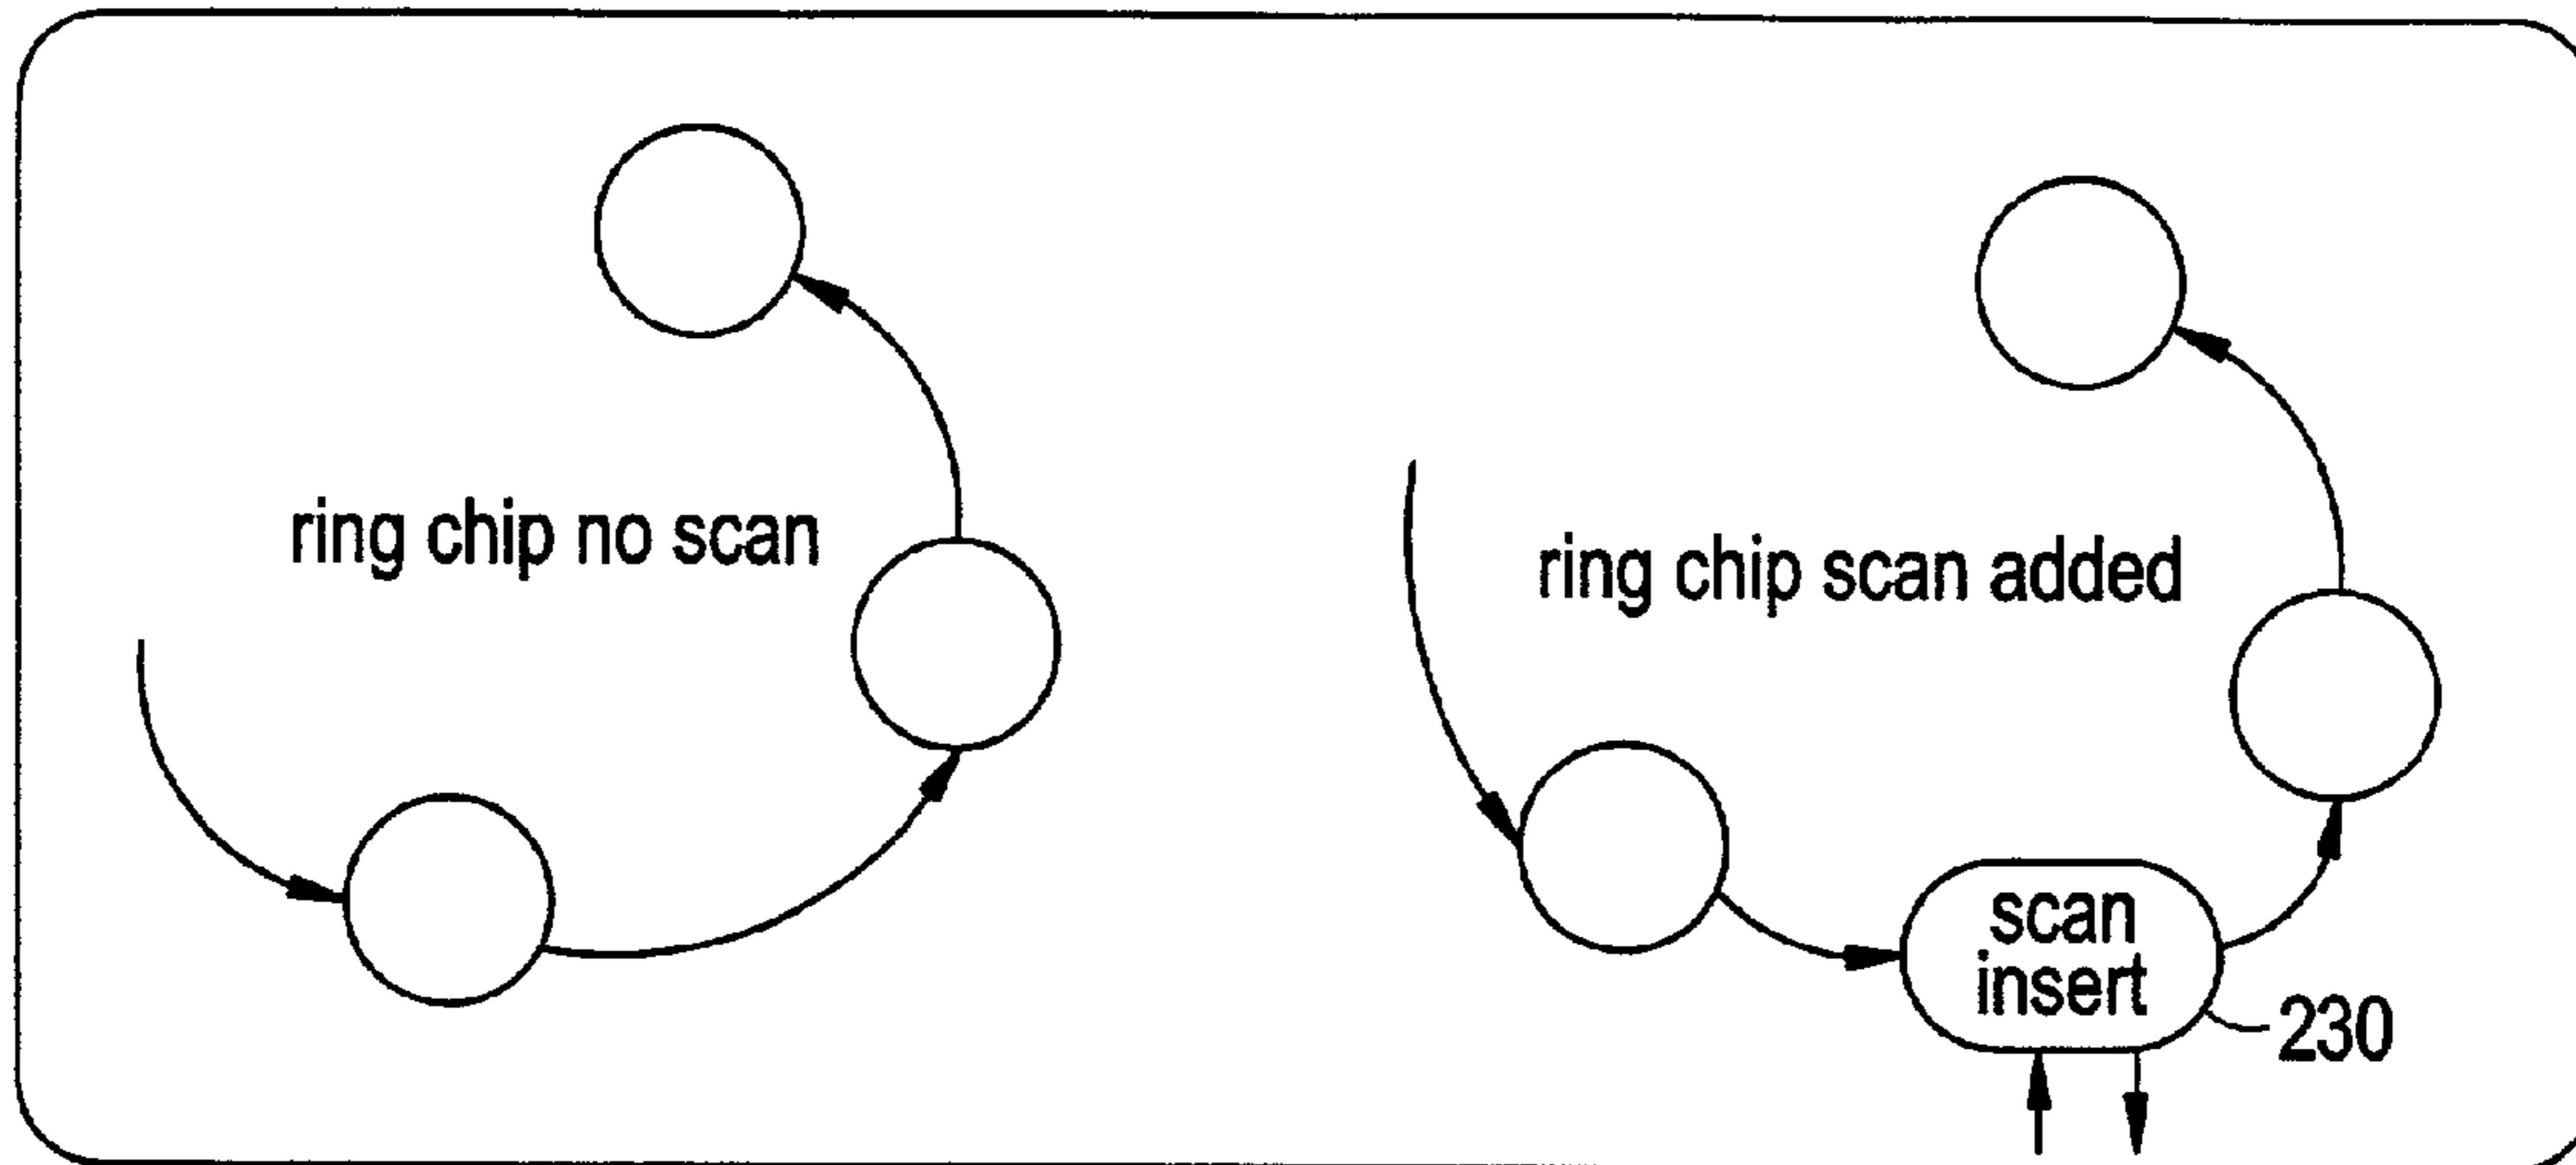 ring chip no scan
ring chip scan added
scan
insert
230